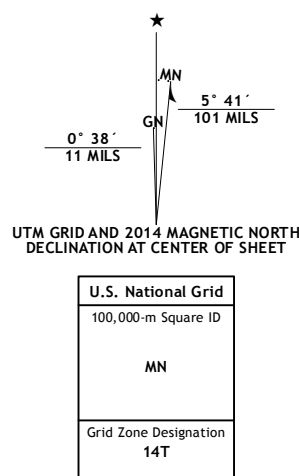 ★
MN
5° 41´
101 MILS
GN
0° 38´
11 MILS
UTM GRID AND 2014 MAGNETIC NORTH
DECLINATION AT CENTER OF SHEET
U.S. National Grid
100,000-m Square ID
MN
Grid Zone Designation
14T